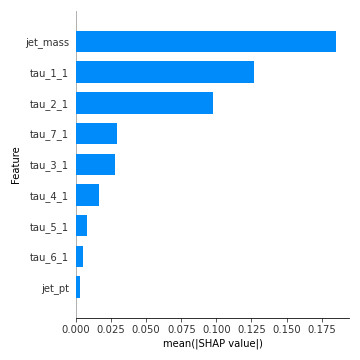 jet_mass
tau_1_1
tau_2_1
tau_7_1
tau_3_1
tau_4_1
tau_5_1
tau_6_1
jet_pt
Feature
0.000 0.025 0.050 0.075 0.100 0.125 0.150 0.175
mean(|SHAP value|)